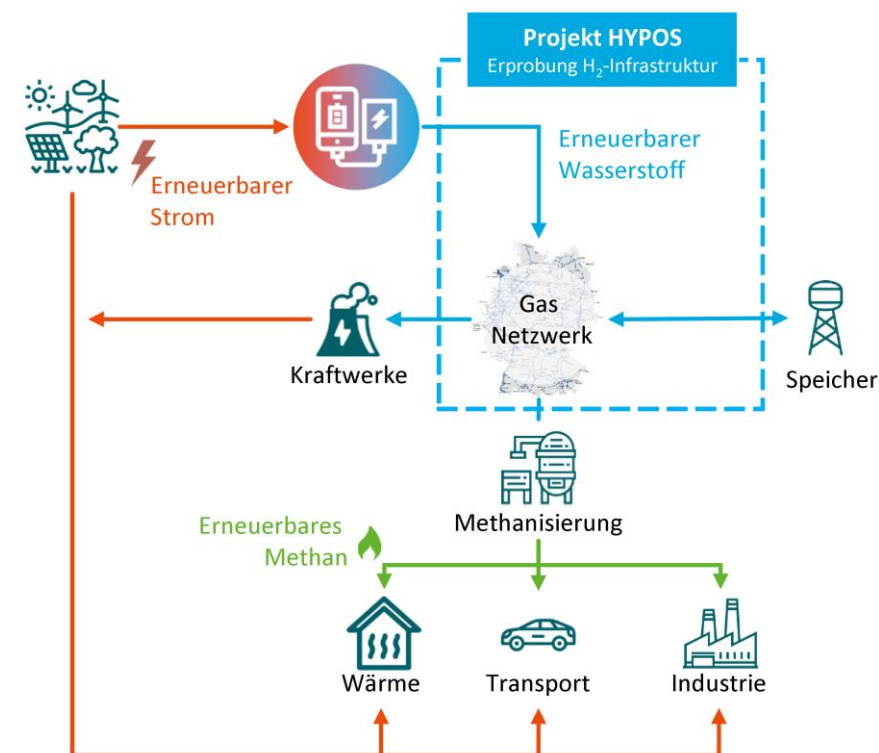 Projekt HYPOS
Erprobung H₂-Infrastruktur
Erneuerbarer
Wasserstoff
Erneuerbarer
Strom
Gas
Netzwerk
Kraftwerke
Speicher
Methanisierung
Erneuerbares
Methan
Wärme
Transport
Industrie